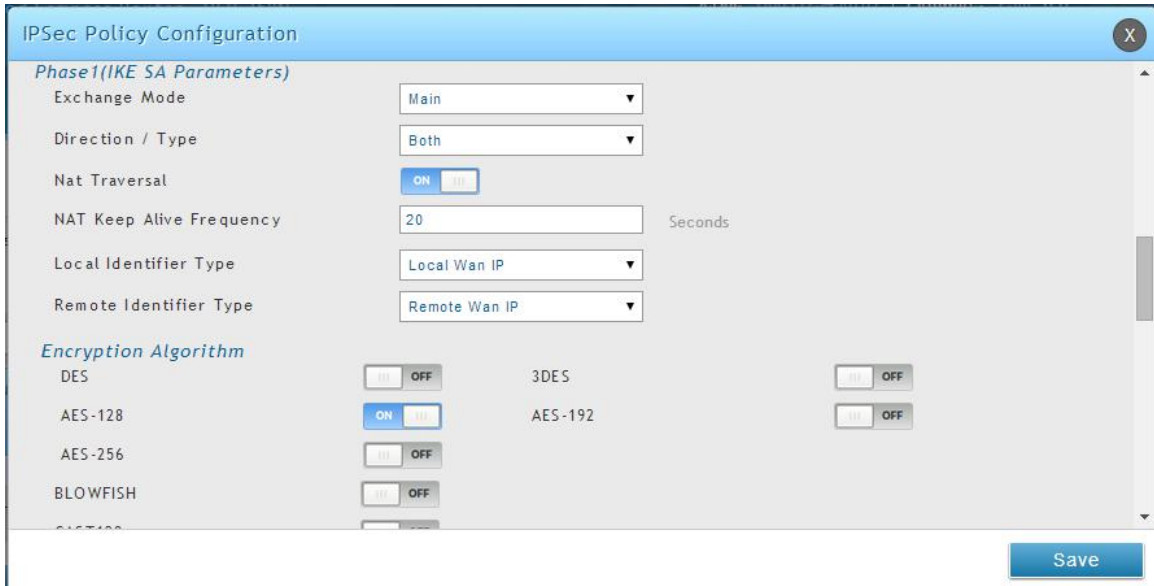 IPSec Policy Configuration
X
Phase1(IKE SA Parameters)
Exchange Mode Main
Direction / Type Both
Nat Traversal ON
NAT Keep Alive Frequency 20 Seconds
Local Identifier Type Local Wan IP
Remote Identifier Type Remote Wan IP
Encryption Algorithm
DES OFF 3DES OFF
AES-128 ON AES-192 OFF
AES-256 OFF
BLOWFISH OFF
Save